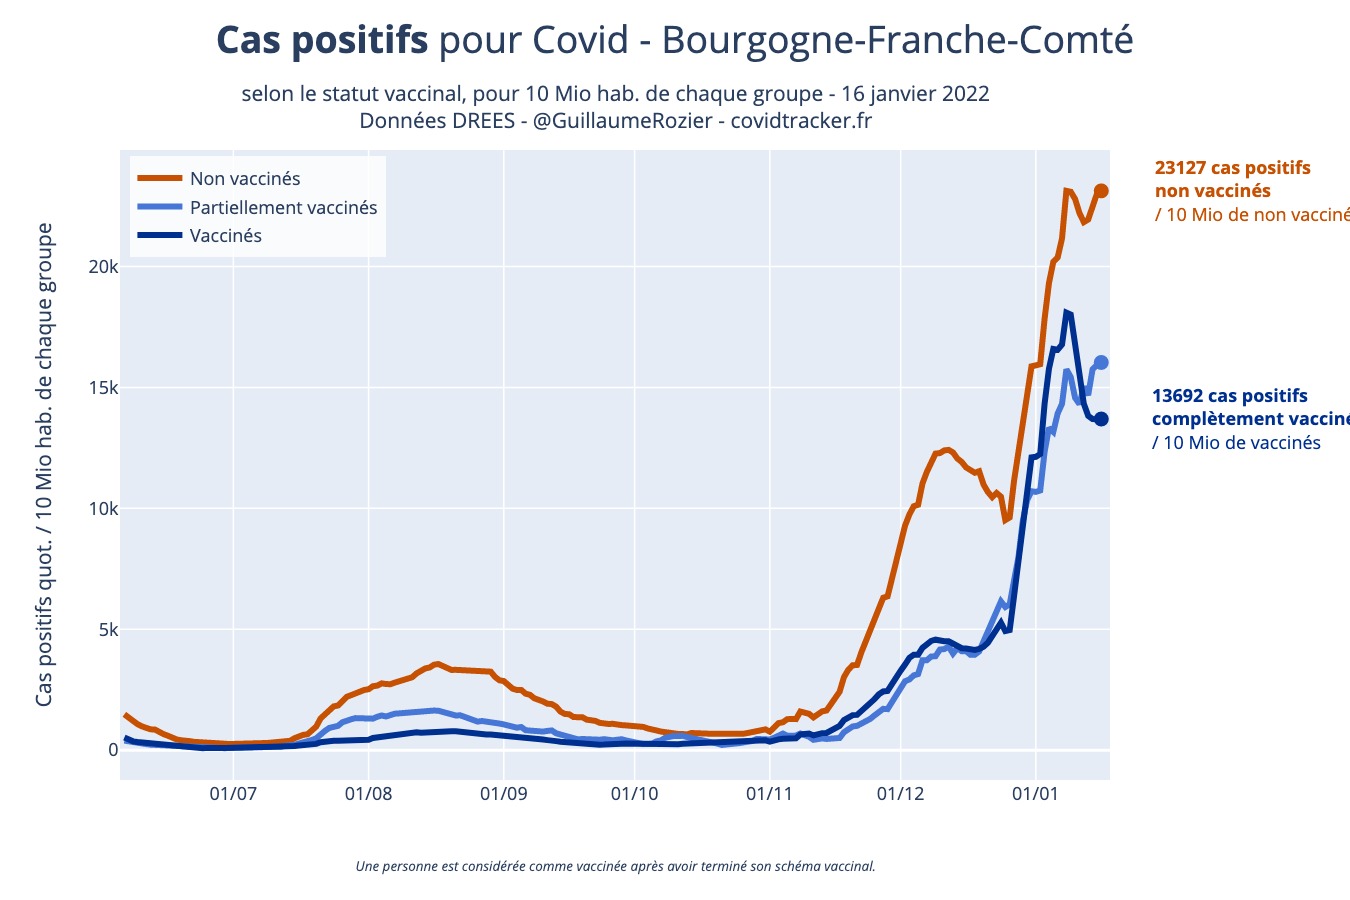 Cas positifs pour Covid - Bourgogne-Franche-Comté
selon le statut vaccinal, pour 10 Mio hab. de chaque groupe - 16 janvier 2022
Données DREES - @GuillaumeRozier - covidtracker.fr
Non vaccinés
Partiellement vaccinés
Vaccinés
23127 cas positifs
non vaccinés
/ 10 Mio de non vacciné
13692 cas positifs
complètement vacciné
/ 10 Mio de vaccinés
Cas positifs quot. / 10 Mio hab. de chaque groupe
20k
15k
10k
5k
0
01/07
01/08
01/09
01/10
01/11
01/12
01/01
Une personne est considérée comme vaccinée après avoir terminé son schéma vaccinal.